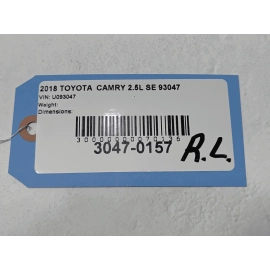 2018 TOYOTA CAMRY 2.5L SE 93047
VIN: U093047
Weight:
Dimensions:
3047-0157
R.L.